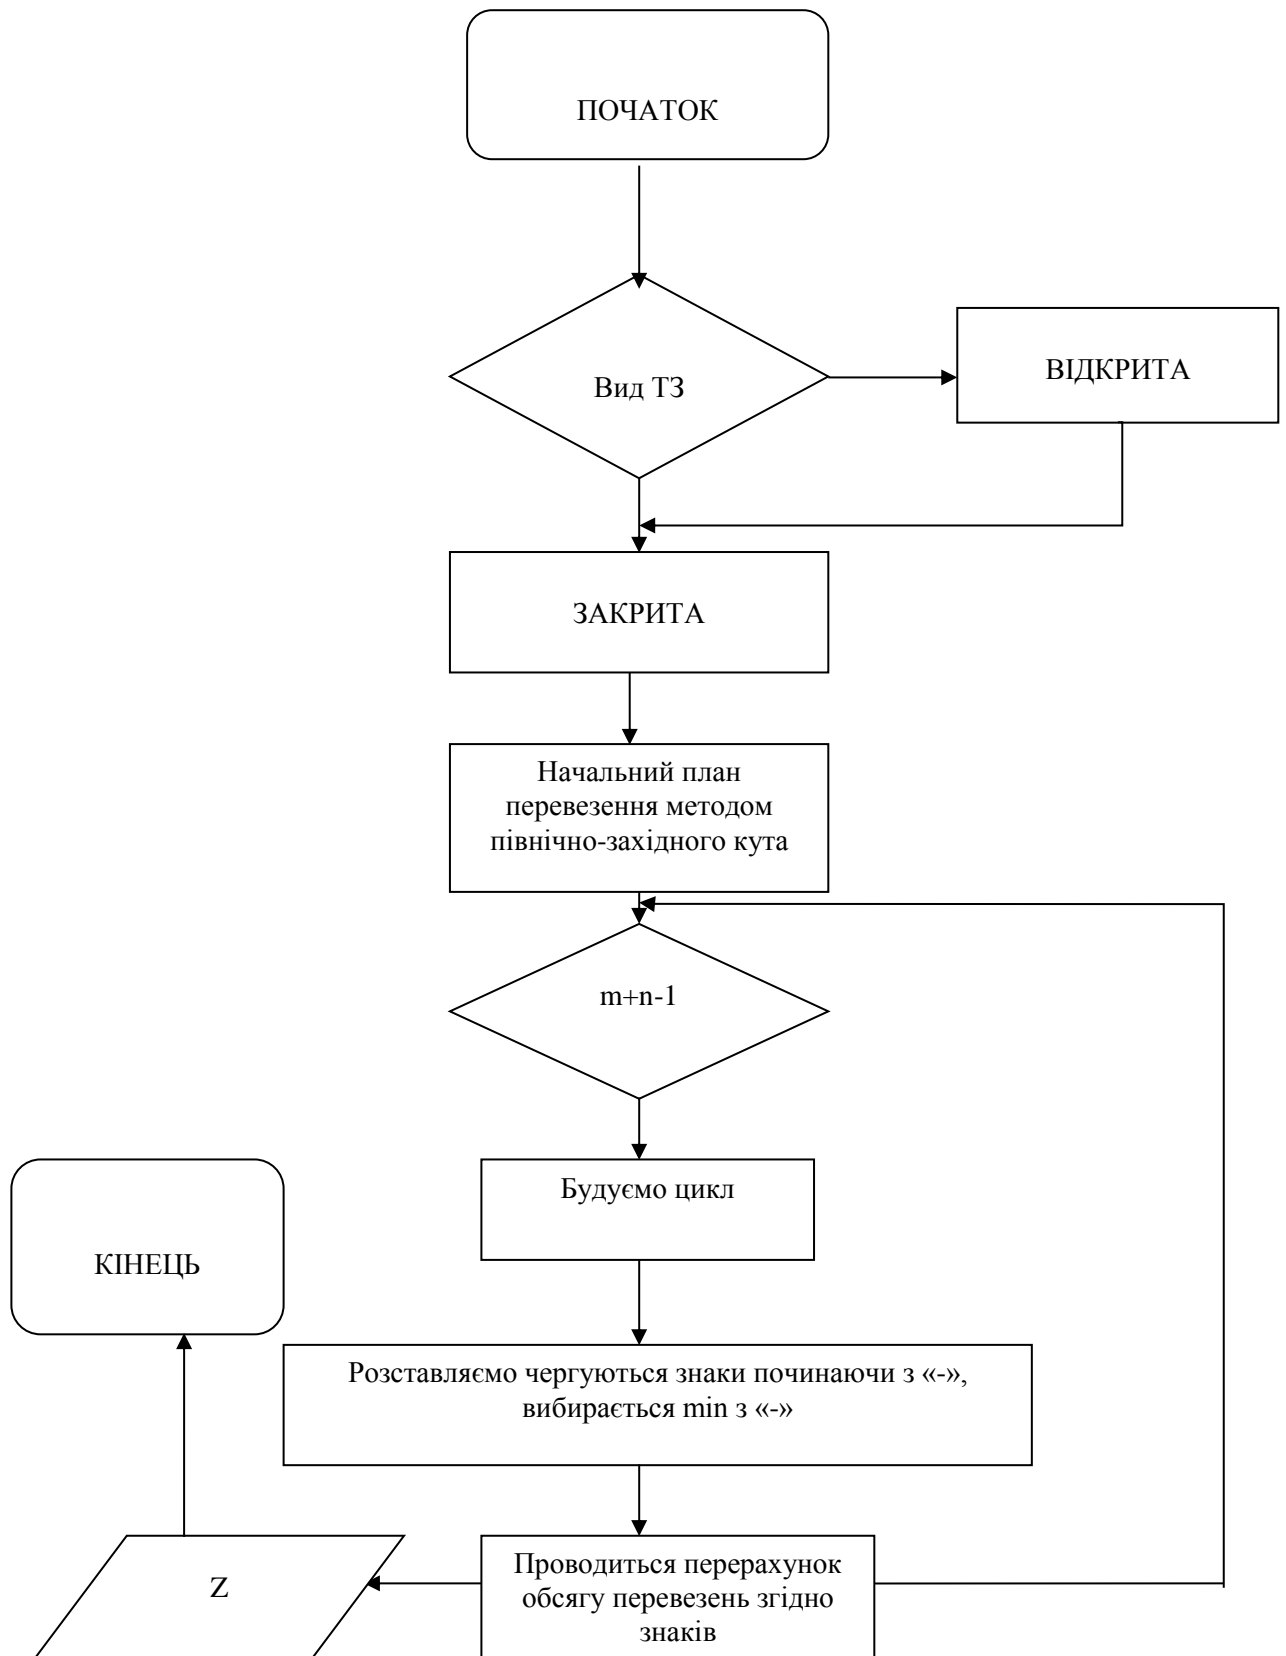 ПОЧАТОК
Вид ТЗ
ВІДКРИТА
ЗАКРИТА
Начальний план
перевезення методом
північно-західного кута
m+n-1
Будуємо цикл
КІНЕЦЬ
Розставляємо чергуються знаки починаючи з «-»,
вибирається min з «-»
Проводиться перерахунок
обсягу перевезень згідно
знаків
Z